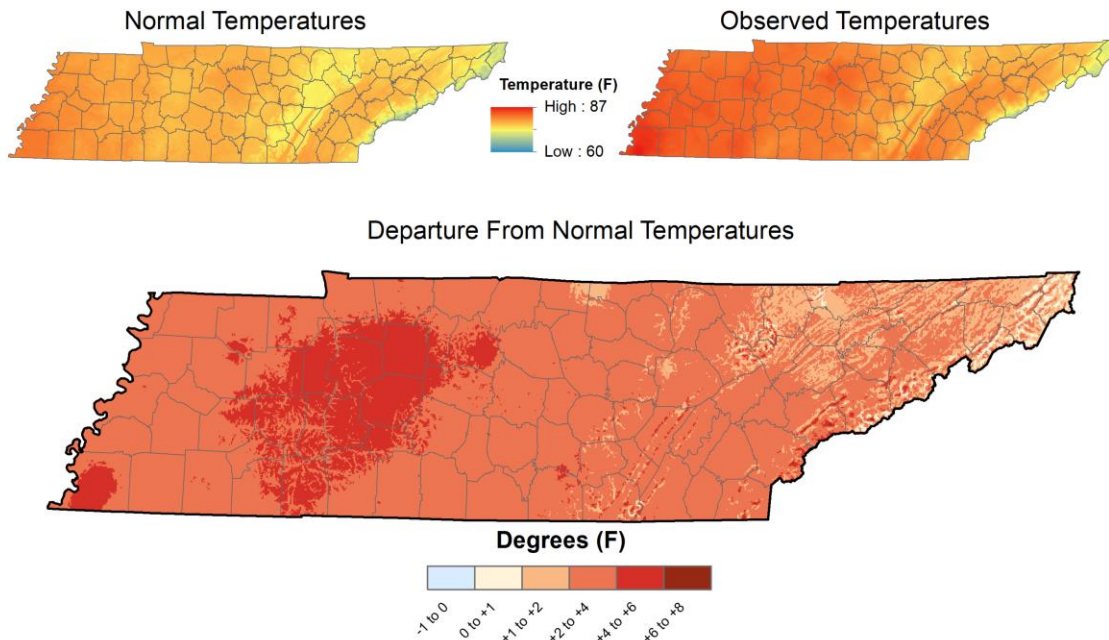 Normal Temperatures
Observed Temperatures
Temperature (F)
High : 87
Low : 60
Departure From Normal Temperatures
Degrees (F)
-1 to 0
0 to +1
+1 to +2
+2 to +4
+4 to +6
+6 to +8